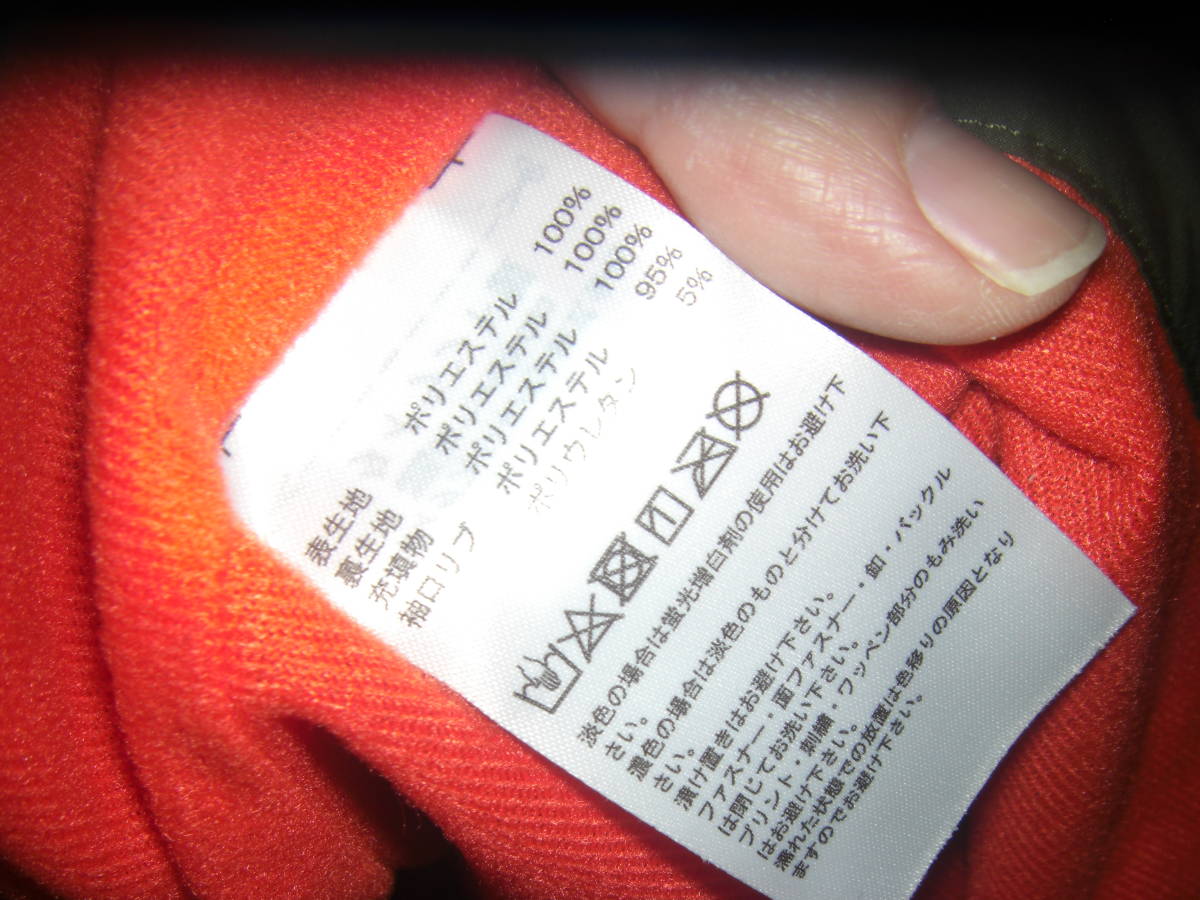 表生地 ポリエステル 100%
裏生地 ポリエステル 100%
充填物 ポリエステル 100%
袖口リブ ポリエステル 95%
ポリウレタン 5%
淡色の場合は蛍光増白剤の使用はお避け下
さい。
濃色の場合は淡色のものと分けてお洗い下
さい。
漬け置きはお避け下さい。
ファスナー・面ファスナー・釦・バックル
は閉じてお洗い下さい。
プリント・刺繍・ワッペン部分のもみ洗い
はお避け下さい。
濡れた状態での放置は色移りの原因となり
ますのでお避け下さい。